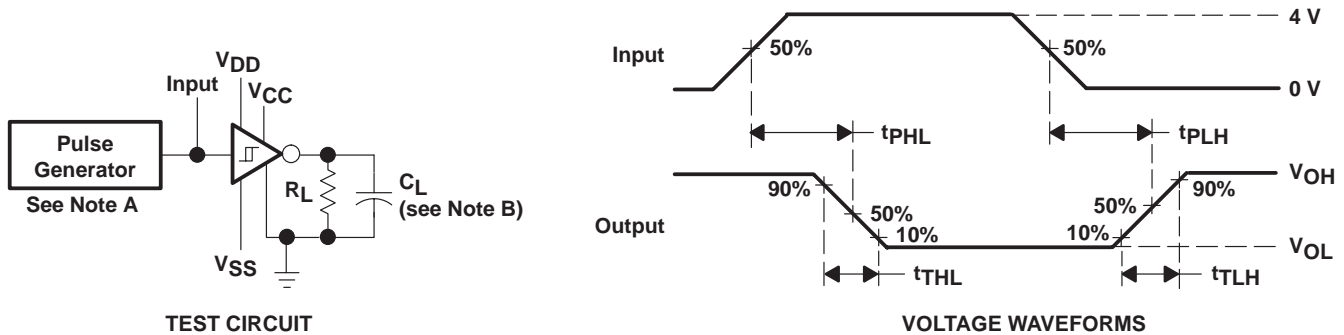 VDD
Input
VCC
Pulse
Generator
See Note A
RL
CL
(see Note B)
VSS
TEST CIRCUIT
Input
50%
50%
4 V
0 V
tPHL
tPLH
Output
90%
50%
10%
10%
50%
90%
VOH
VOL
tTHL
tTLH
VOLTAGE WAVEFORMS